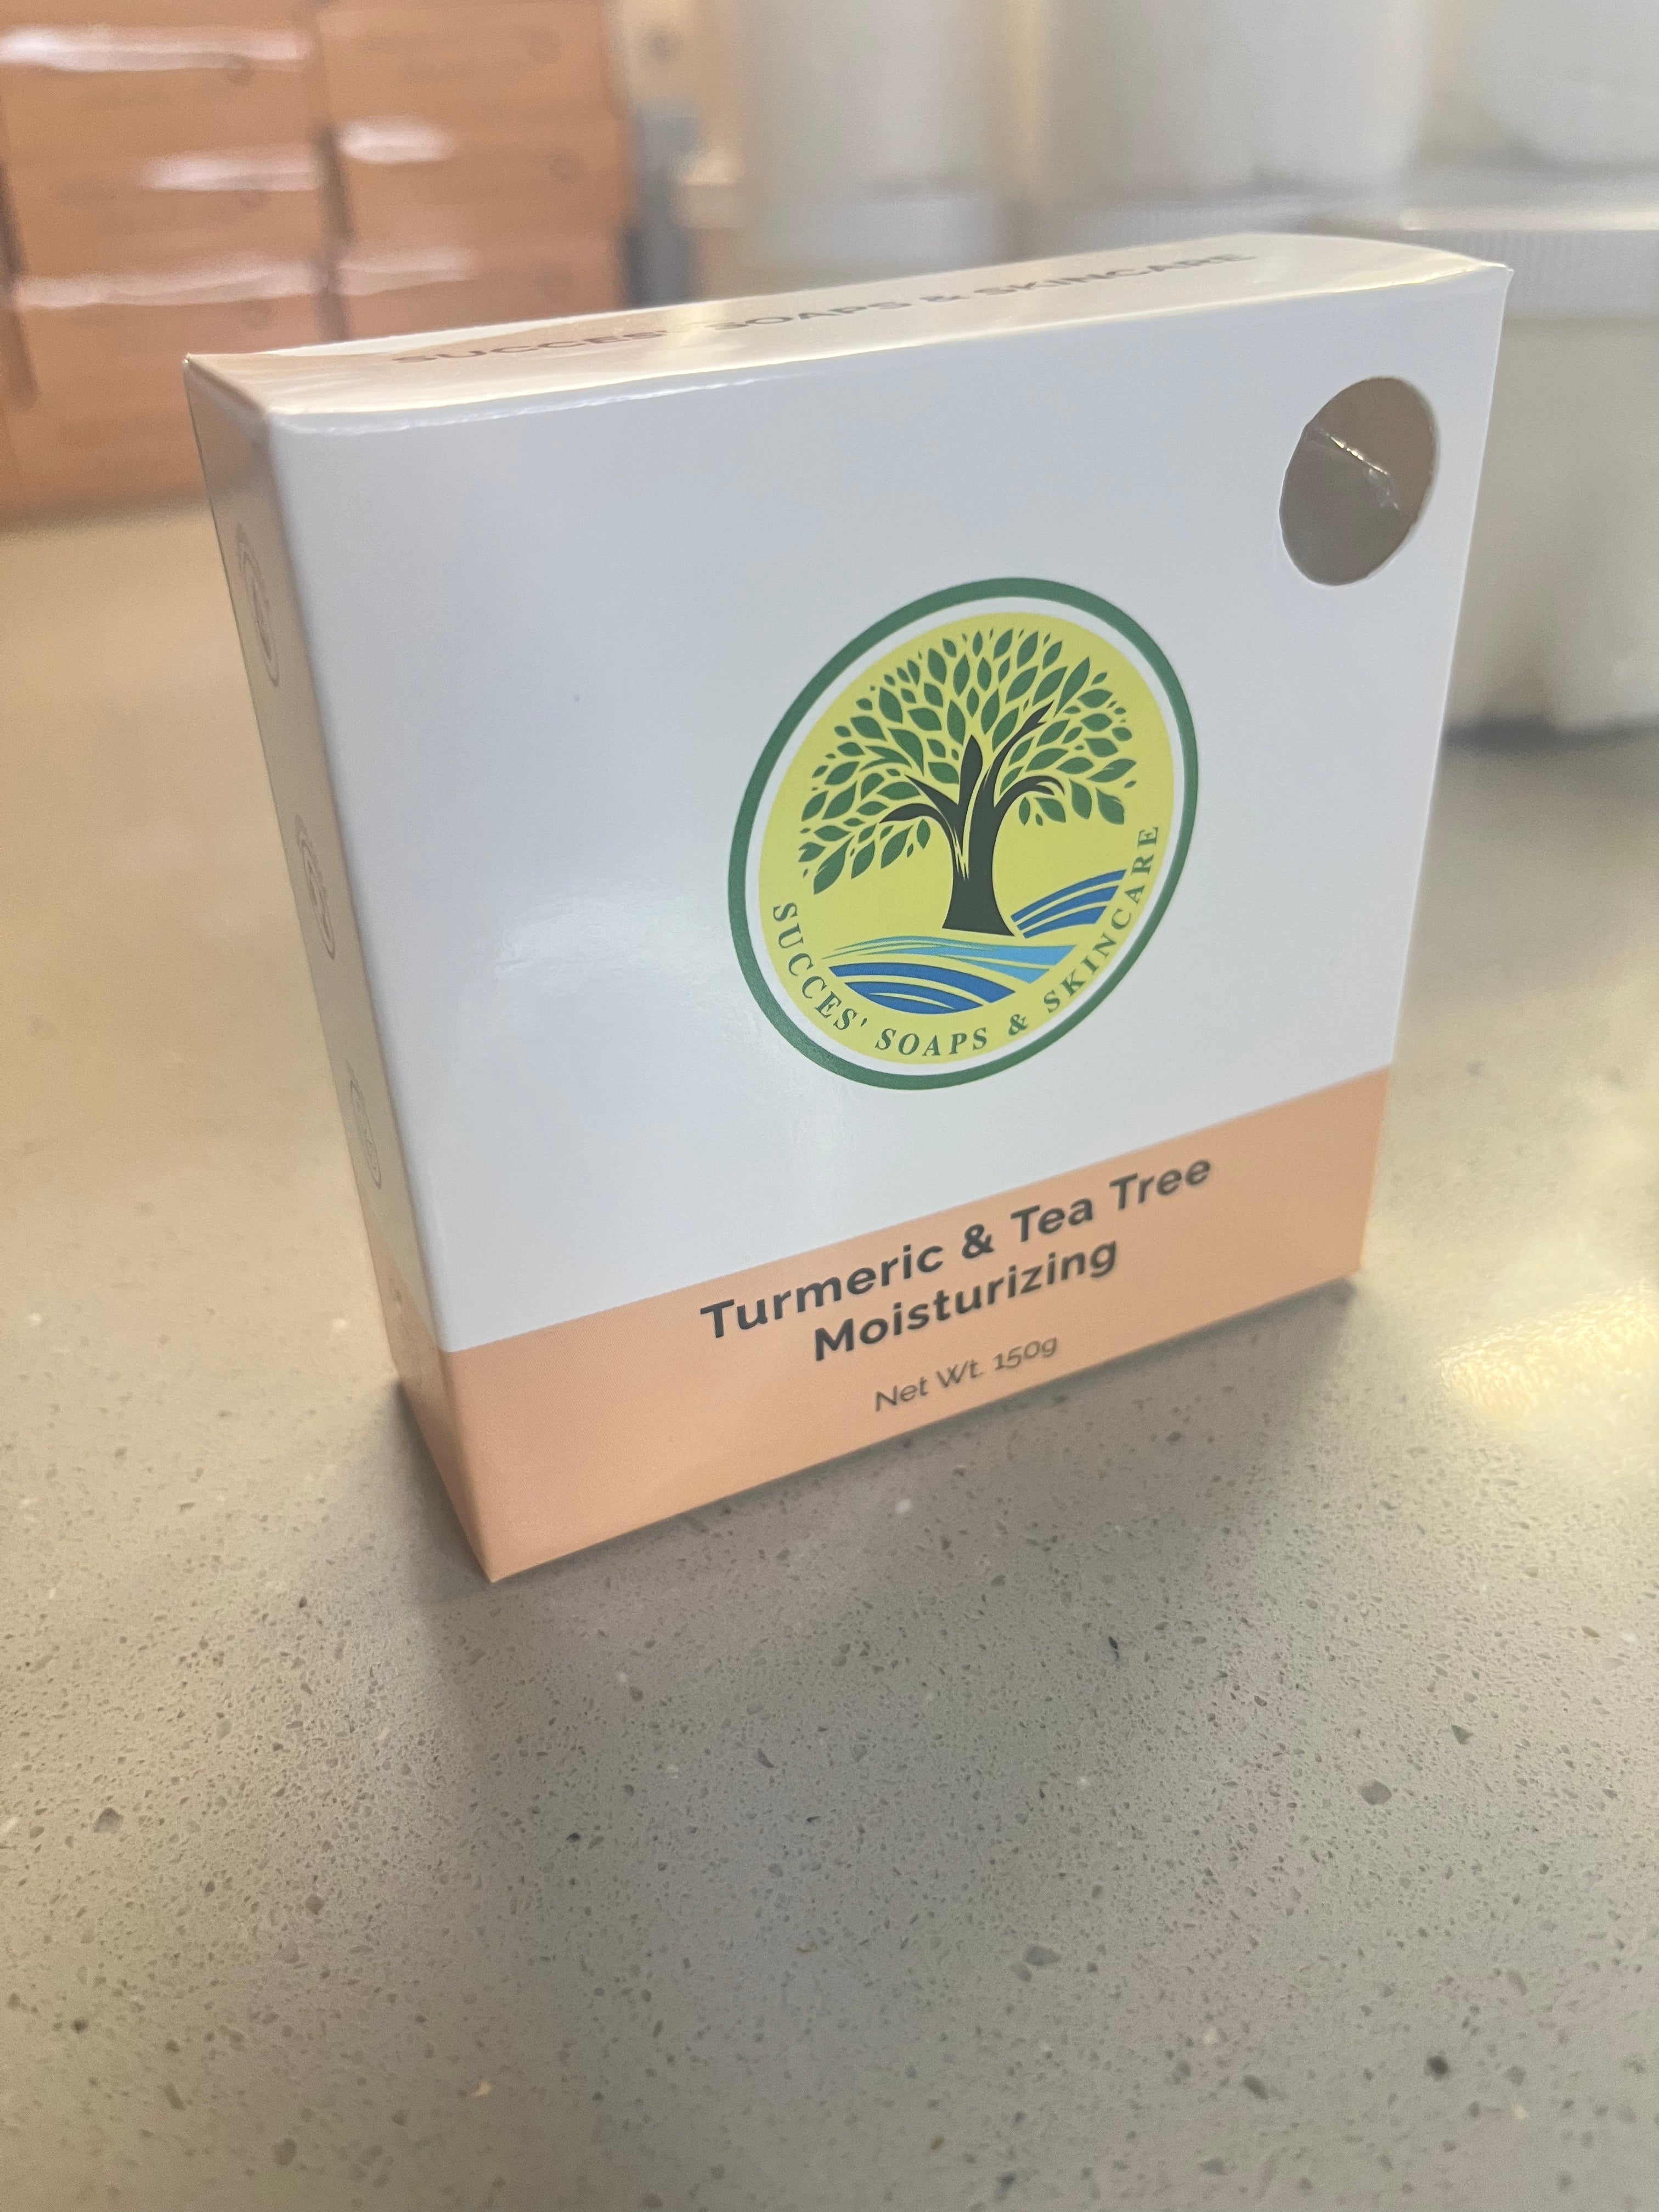 SUCCES' SOAPS & SKINCARE
SUCCES' SOAPS & SKINCARE
Turmeric & Tea Tree
Moisturizing
Net Wt. 150g